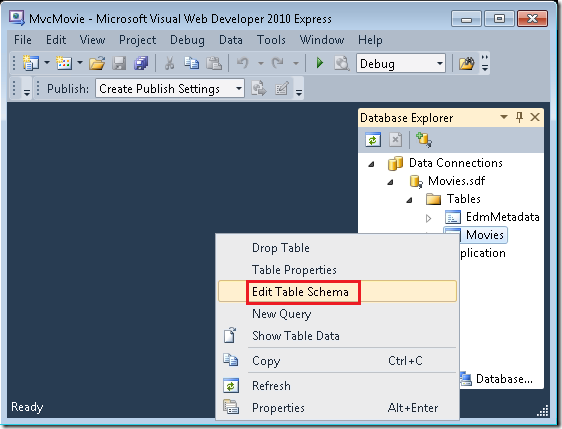 MvcMovie - Microsoft Visual Web Developer 2010 Express
File Edit View Project Debug Data Tools Window Help
Debug
Publish: Create Publish Settings
Database Explorer
Data Connections
Movies.sdf
Tables
EdmMetadata
Movies
plication
Drop Table
Table Properties
Edit Table Schema
New Query
Show Table Data
Copy Ctrl+C
Refresh
Properties Alt+Enter
Database...
Ready